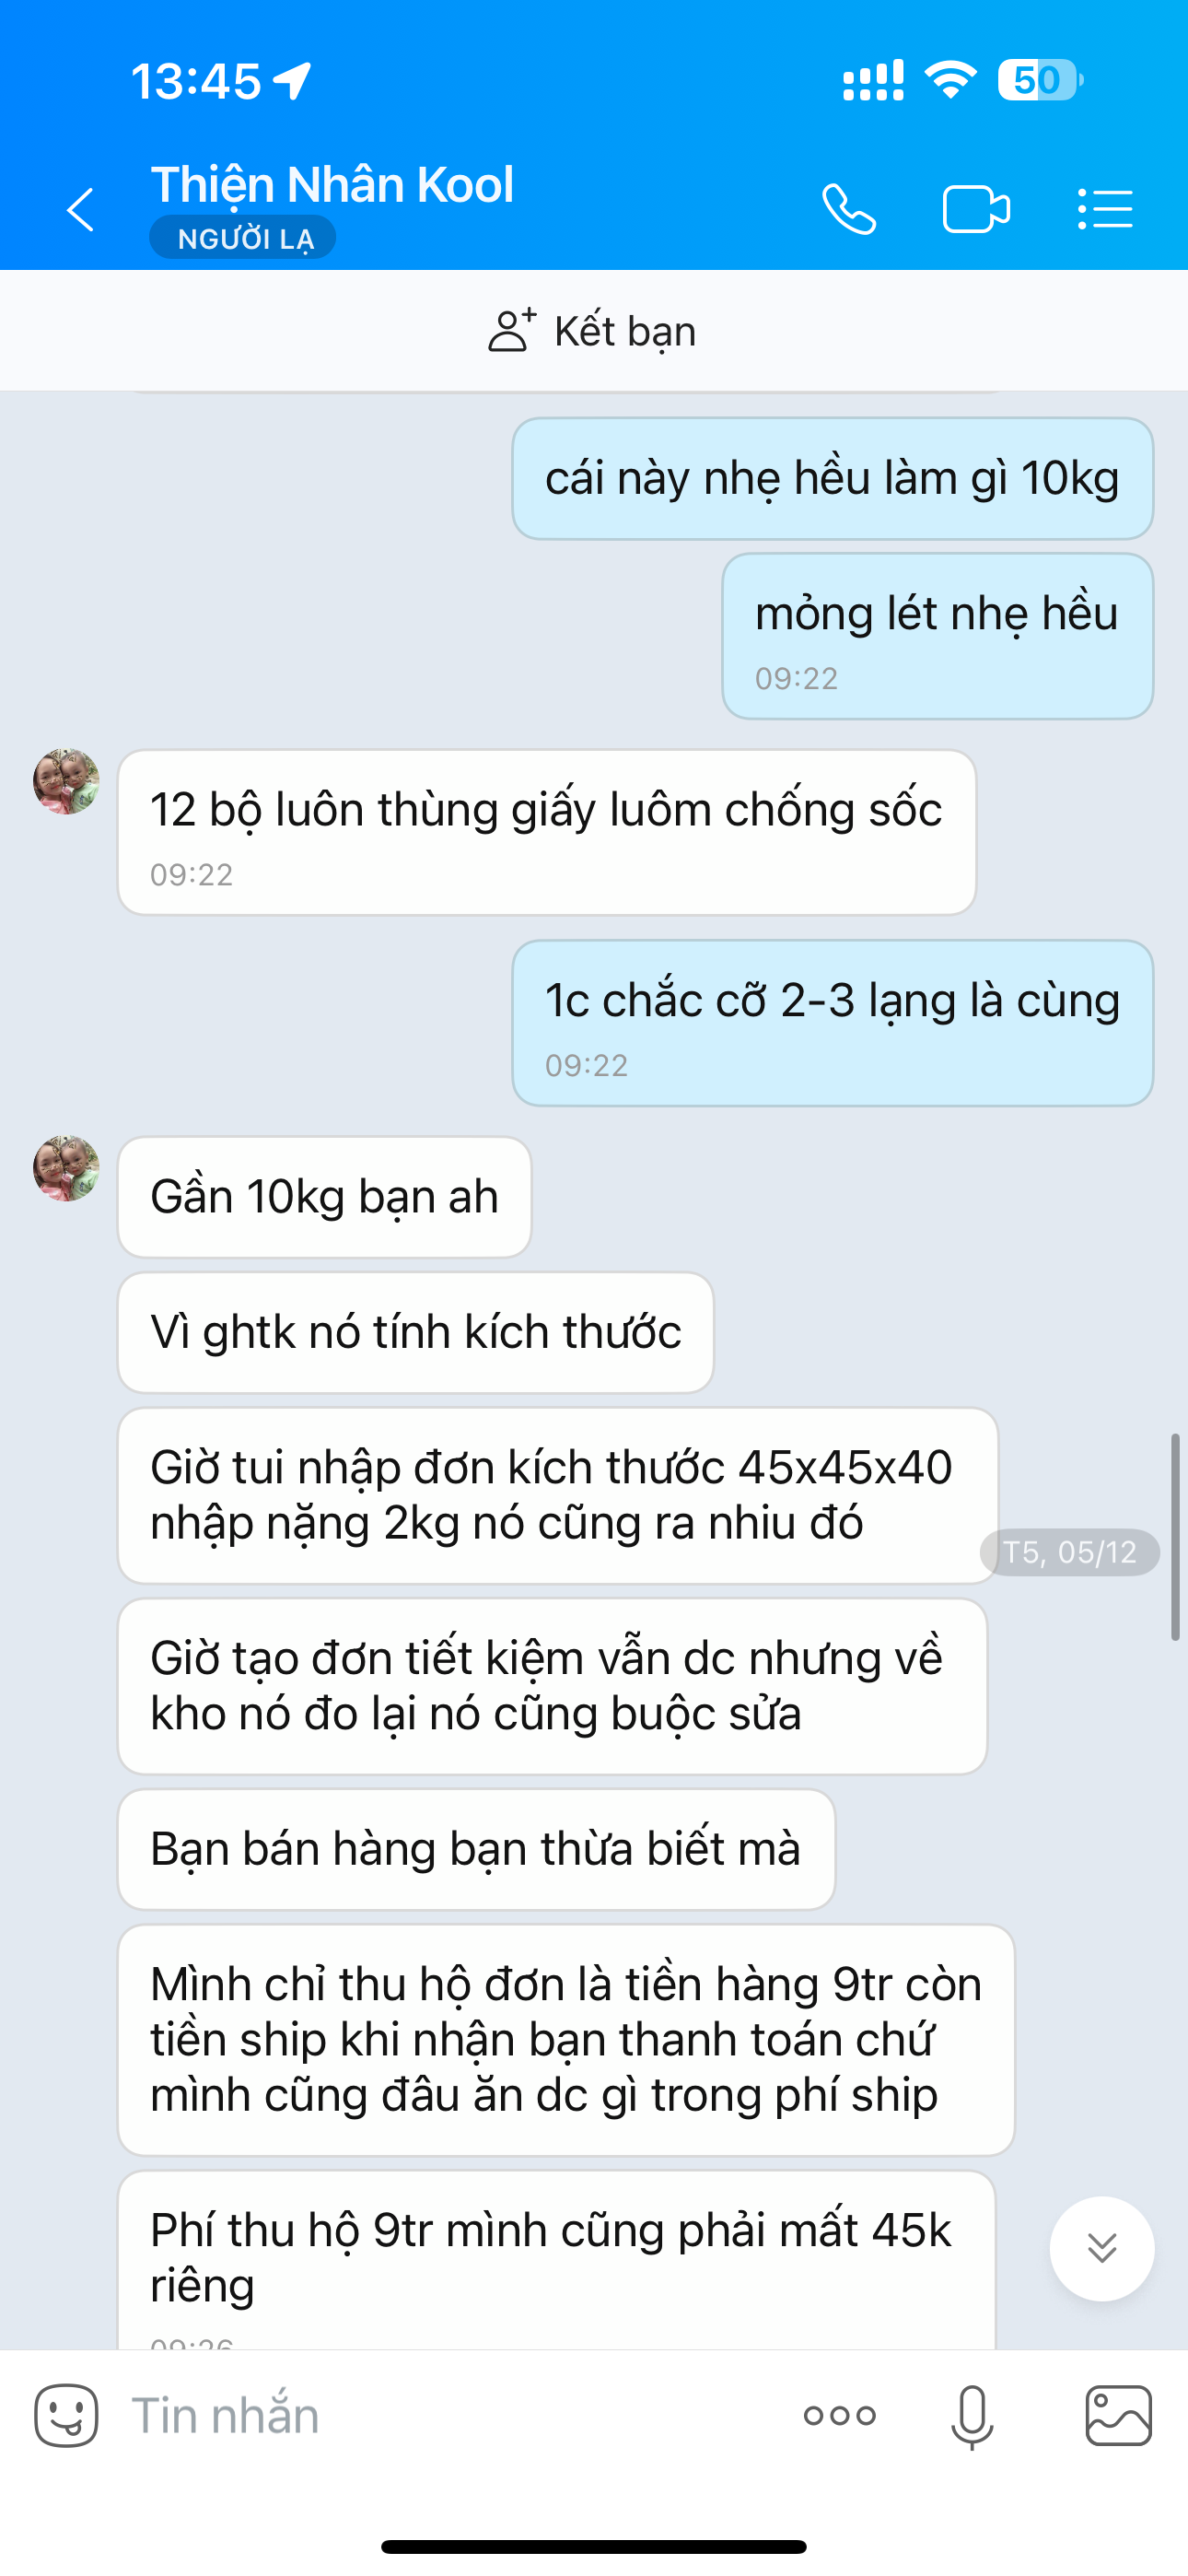 13:45
50
Thiện Nhân Kool
NGƯỜI LẠ
Kết bạn
cái này nhẹ hều làm gì 10kg
mỏng lét nhẹ hều
09:22
12 bộ luôn thùng giấy luôm chống sốc
09:22
1c chắc cỡ 2-3 lạng là cùng
09:22
Gần 10kg bạn ah
Vì ghtk nó tính kích thước
Giờ tui nhập đơn kích thước 45x45x40
nhập nặng 2kg nó cũng ra nhiu đó
T5, 05/12
Giờ tạo đơn tiết kiệm vẫn dc nhưng về
kho nó đo lại nó cũng buộc sửa
Bạn bán hàng bạn thừa biết mà
Mình chỉ thu hộ đơn là tiền hàng 9tr còn
tiền ship khi nhận bạn thanh toán chứ
mình cũng đâu ăn dc gì trong phí ship
Phí thu hộ 9tr mình cũng phải mất 45k
riêng
09:26
Tin nhắn